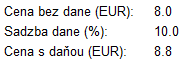 Cena bez dane (EUR): 8.0
Sadzba dane (%): 10.0
Cena s daňou (EUR): 8.8